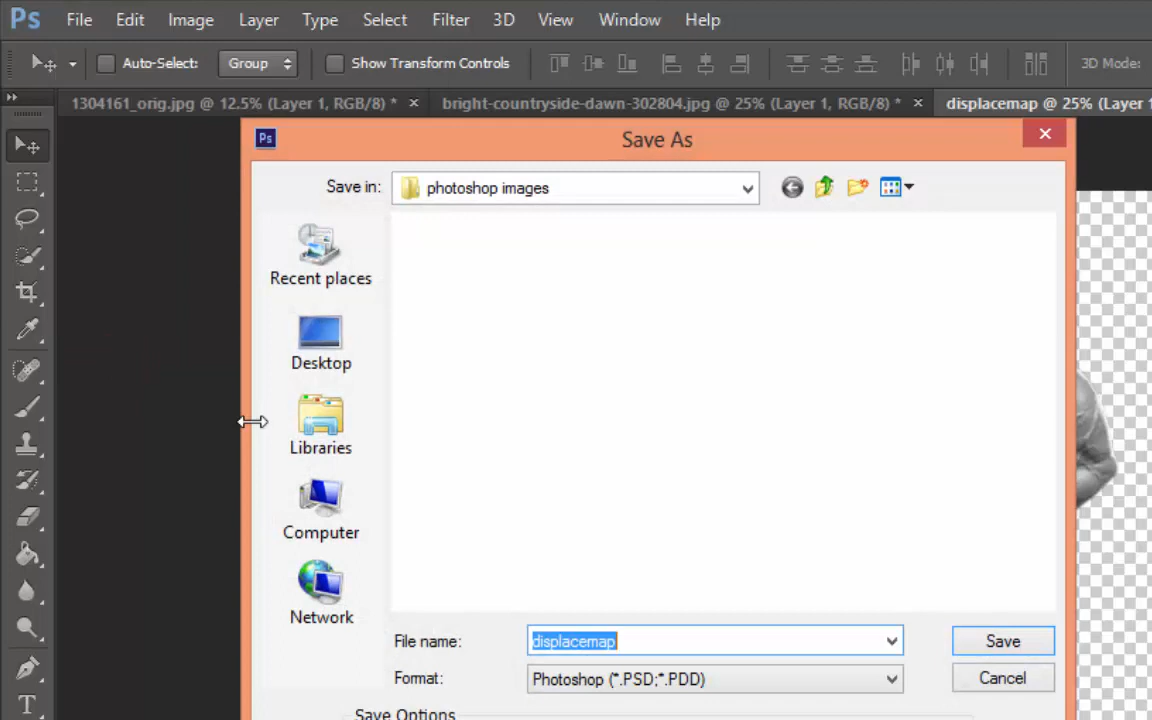 Ps File Edit Image Layer Type Select Filter 3D View Window Help
Auto-Select: Group Show Transform Controls 3D Mode:
1304161_orig.jpg @ 12.5% (Layer 1, RGB/8) * × bright-countryside-dawn-302804.jpg @ 25% (Layer 1, RGB/8) * × displacemap @ 25% (Layer 1
Ps Save As
Save in: photoshop images
Recent places
Desktop
Libraries
Computer
Network
File name: displacemap Save
Format: Photoshop (*.PSD;*.PDD) Cancel
Save Options